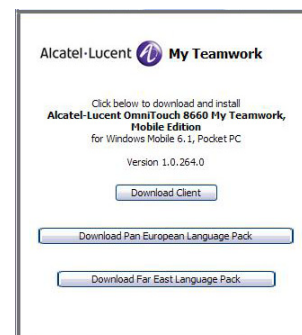 Alcatel·Lucent My Teamwork
Click below to download and install
Alcatel-Lucent OmniTouch 8660 My Teamwork,
Mobile Edition
for Windows Mobile 6.1, Pocket PC
Version 1.0.264.0
Download Client
Download Pan European Language Pack
Download Far East Language Pack